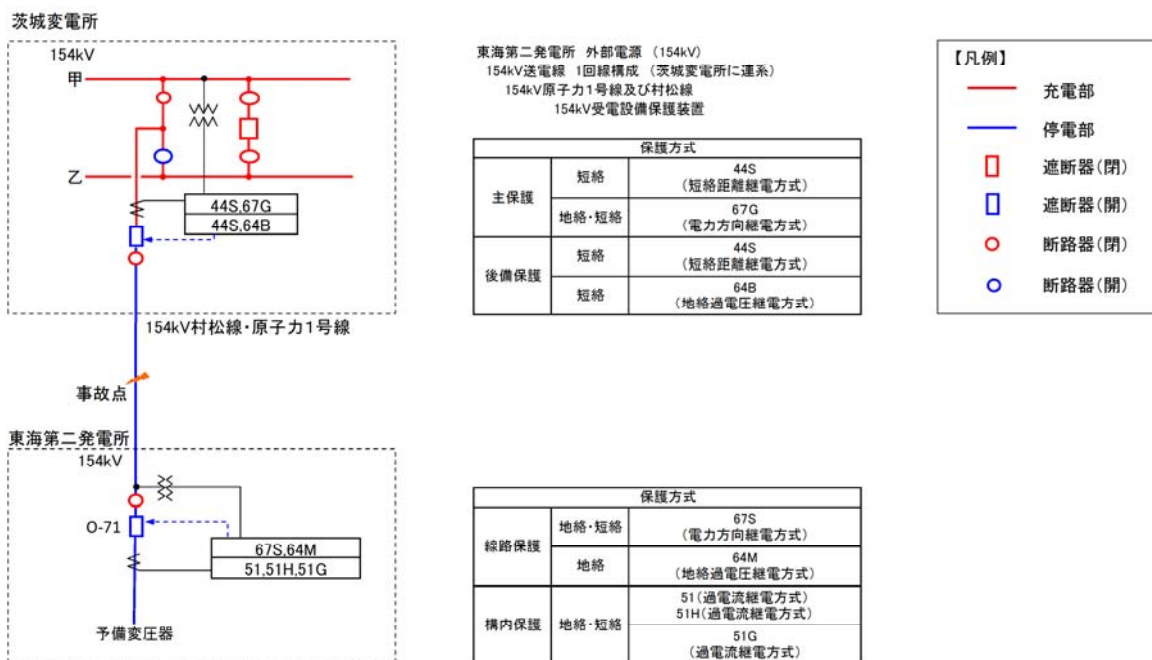 茨城変電所
154kV
甲
乙
44S,67G
44S,64B
154kV村松線・原子力1号線
事故点
東海第二発電所
154kV
O-71
67S,64M
51,51H,51G
予備変圧器
東海第二発電所 外部電源 (154kV)
154kV送電線 1回線構成 (茨城変電所に連系)
154kV原子力1号線及び村松線
154kV受電設備保護装置
保護方式
主保護
短絡
44S
(短絡距離継電方式)
地絡・短絡
67G
(電力方向継電方式)
後備保護
短絡
44S
(短絡距離継電方式)
短絡
64B
(地絡過電圧継電方式)
保護方式
線路保護
地絡・短絡
67S
(電力方向継電方式)
地絡
64M
(地絡過電圧継電方式)
構内保護
地絡・短絡
51(過電流継電方式)
51H(過電流継電方式)
51G
(過電流継電方式)
【凡例】
充電部
停電部
遮断器(閉)
遮断器(開)
断路器(閉)
断路器(開)